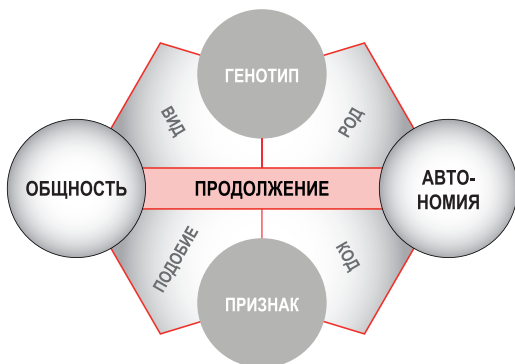 ГЕНОТИП
ВИД
РОД
ОБЩНОСТЬ
ПРОДОЛЖЕНИЕ
АВТО-
НОМИЯ
ПОДОБИЕ
КОД
ПРИЗНАК